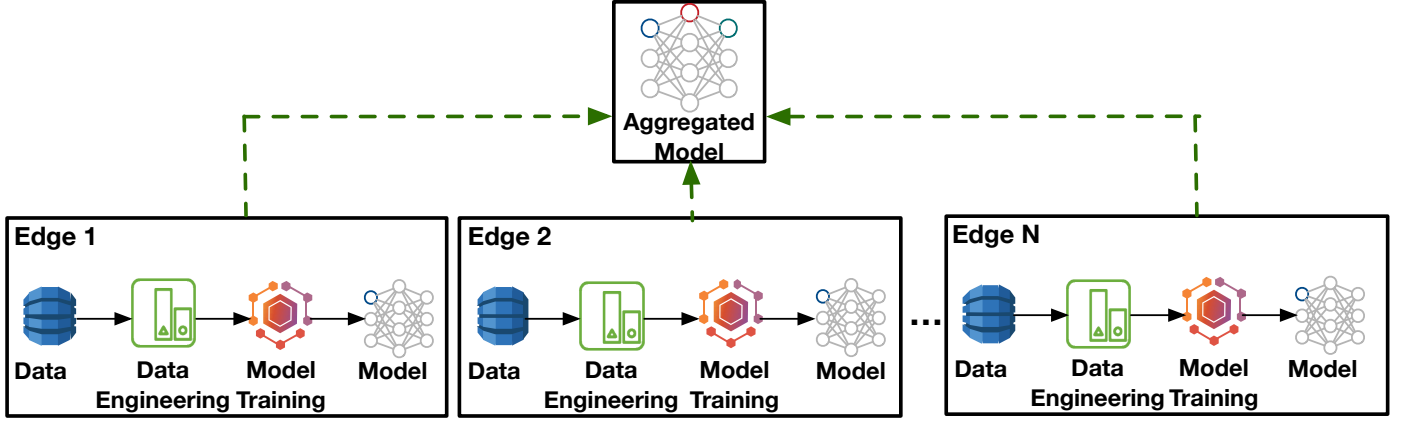 Aggregated
Model
Edge 1
Data
Data
Engineering
Model
Training
Model
Edge 2
Data
Data
Engineering
Model
Training
Model
...
Edge N
Data
Data
Engineering
Model
Training
Model